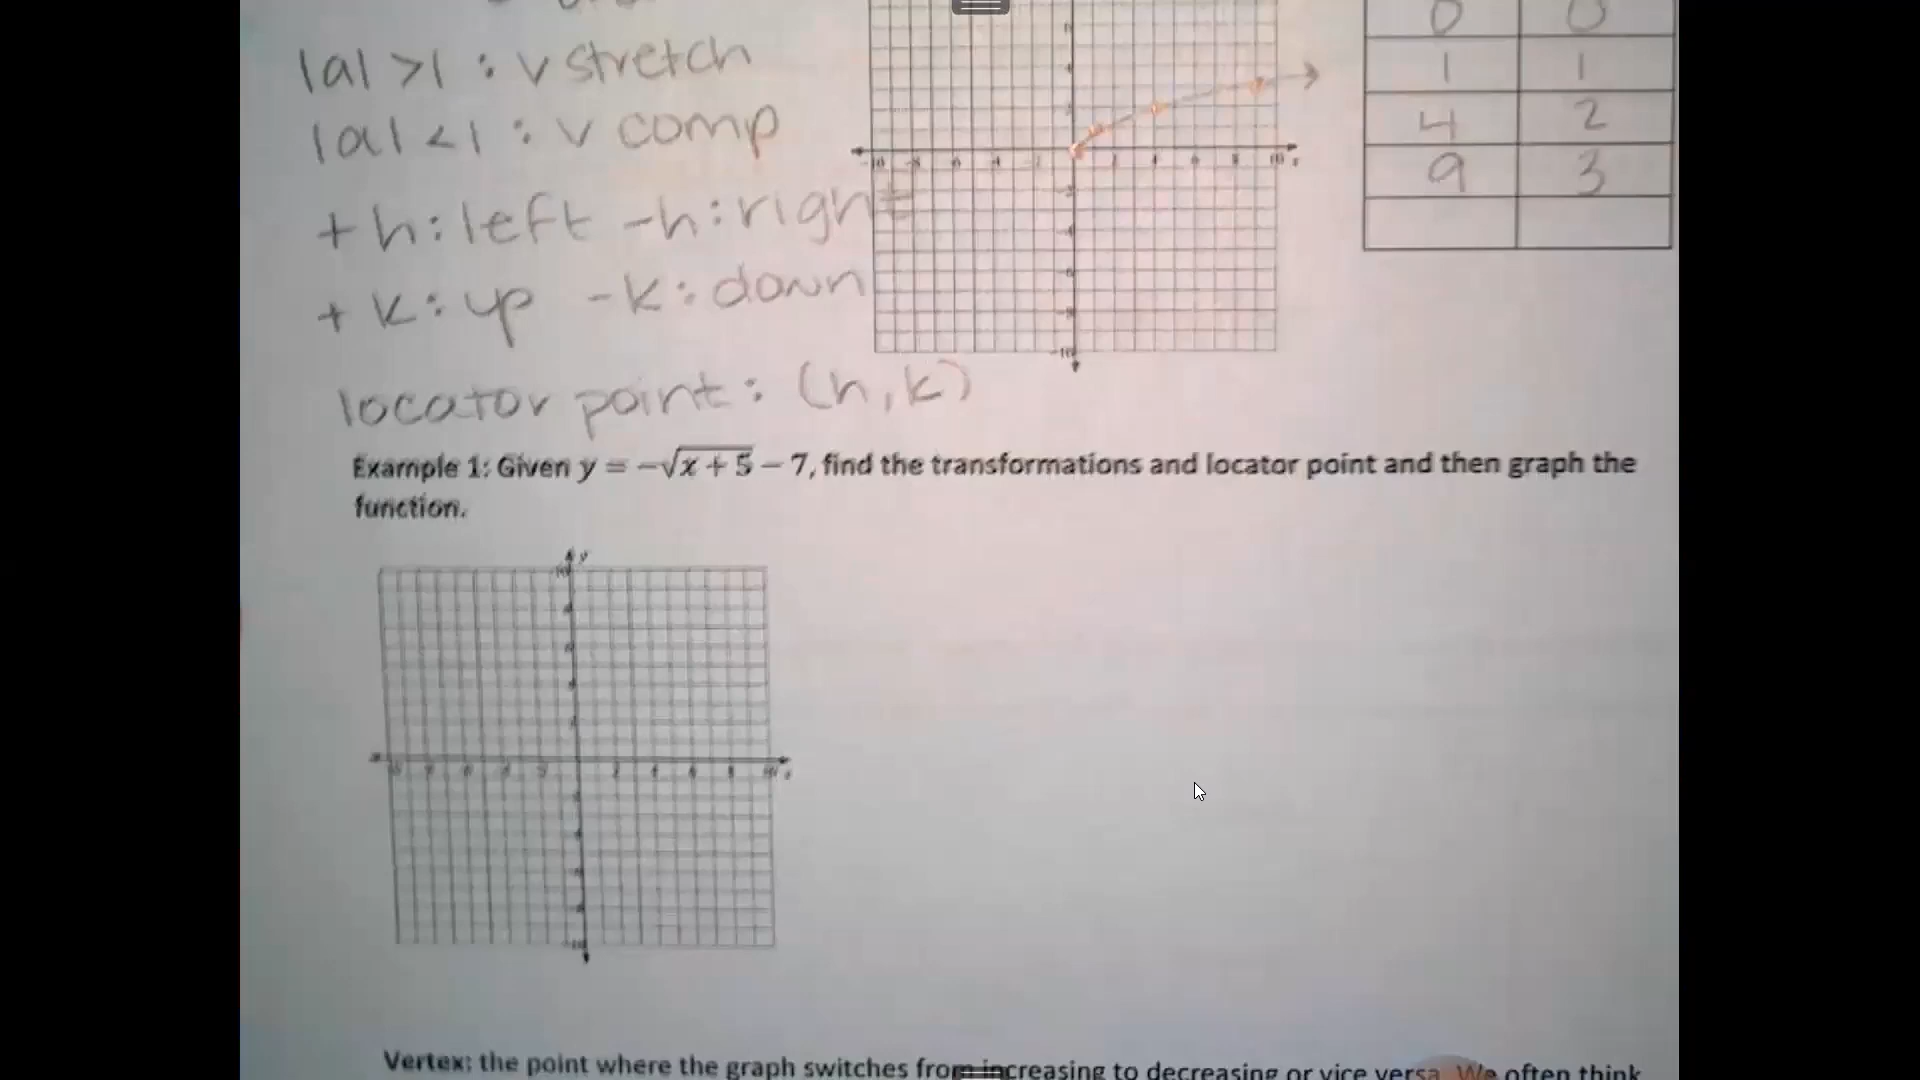 0 0
|a| >1 : v stretch
1 1
|a| < 1 : v comp
4 2
9 3
+ h : left - h : right
+ k : up - k : down
locator point : (h, k)
Example 1: Given y = -√x + 5 - 7, find the transformations and locator point and then graph the
function.
Vertex: the point where the graph switches from increasing to decreasing or vice versa. We often think